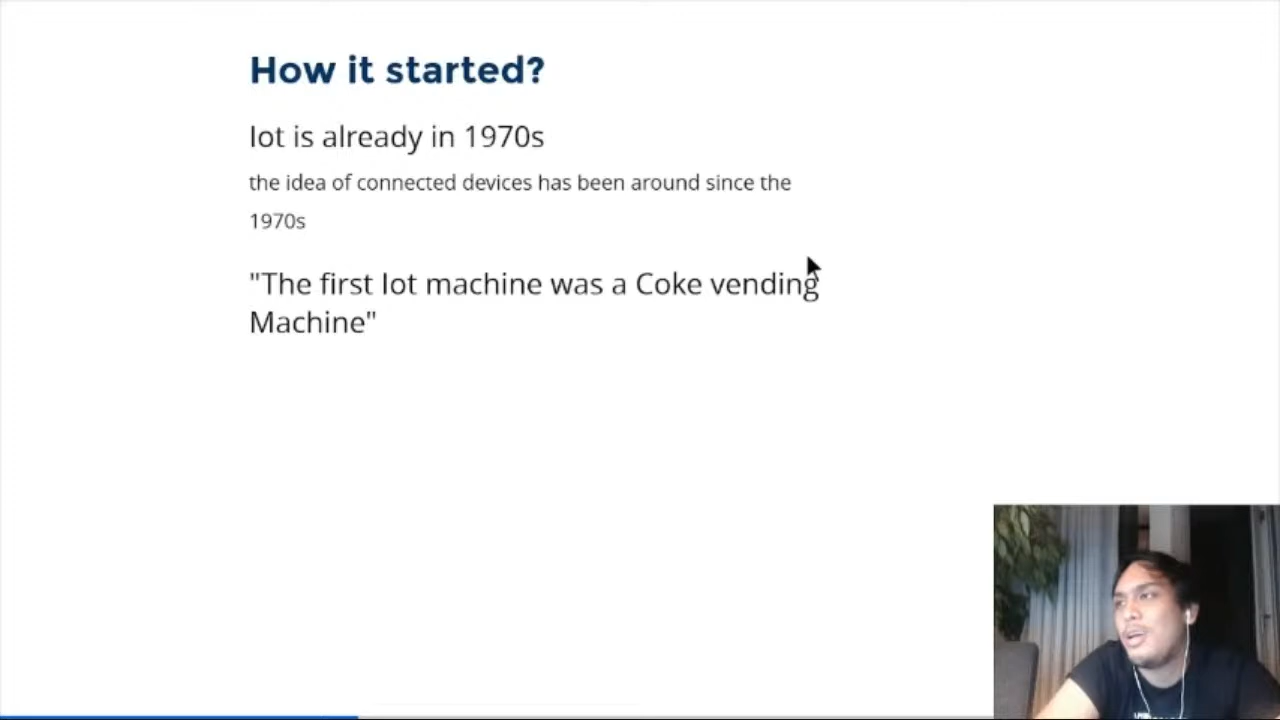 How it started?
Iot is already in 1970s
the idea of connected devices has been around since the
1970s
"The first Iot machine was a Coke vending
Machine"